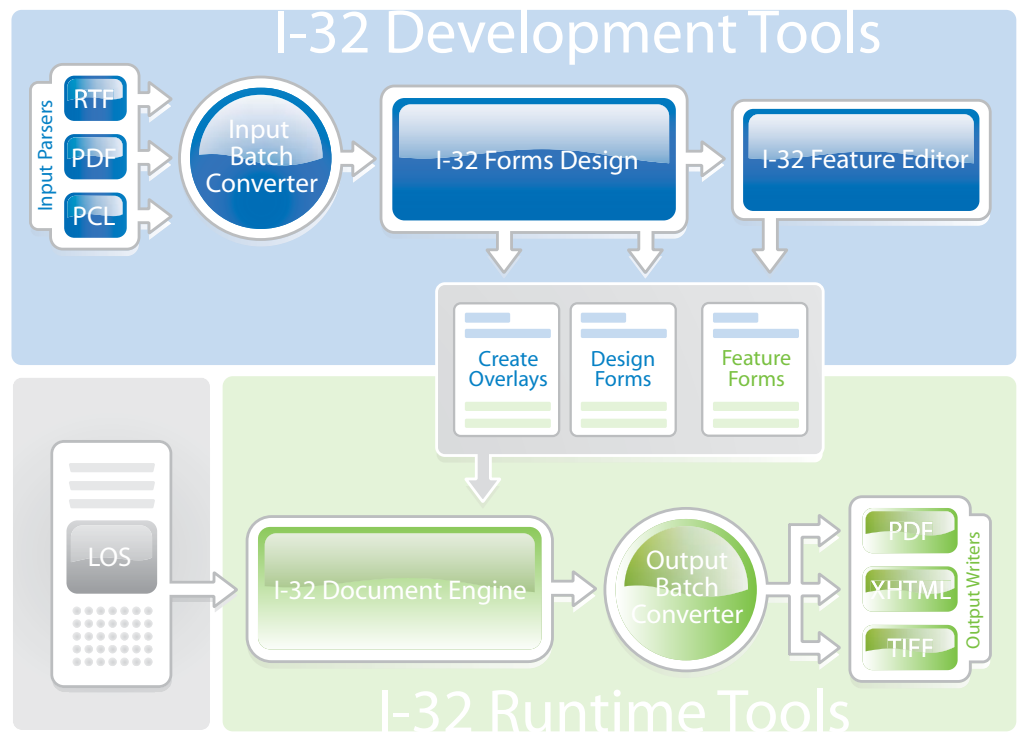 I-32 Development Tools
Input Parsers
RTF
PDF
PCL
Input
Batch
Converter
I-32 Forms Design
I-32 Feature Editor
Create
Overlays
Design
Forms
Feature
Forms
LOS
I-32 Document Engine
Output
Batch
Converter
PDF
XHTML
TIFF
Output Writers
I-32 Runtime Tools